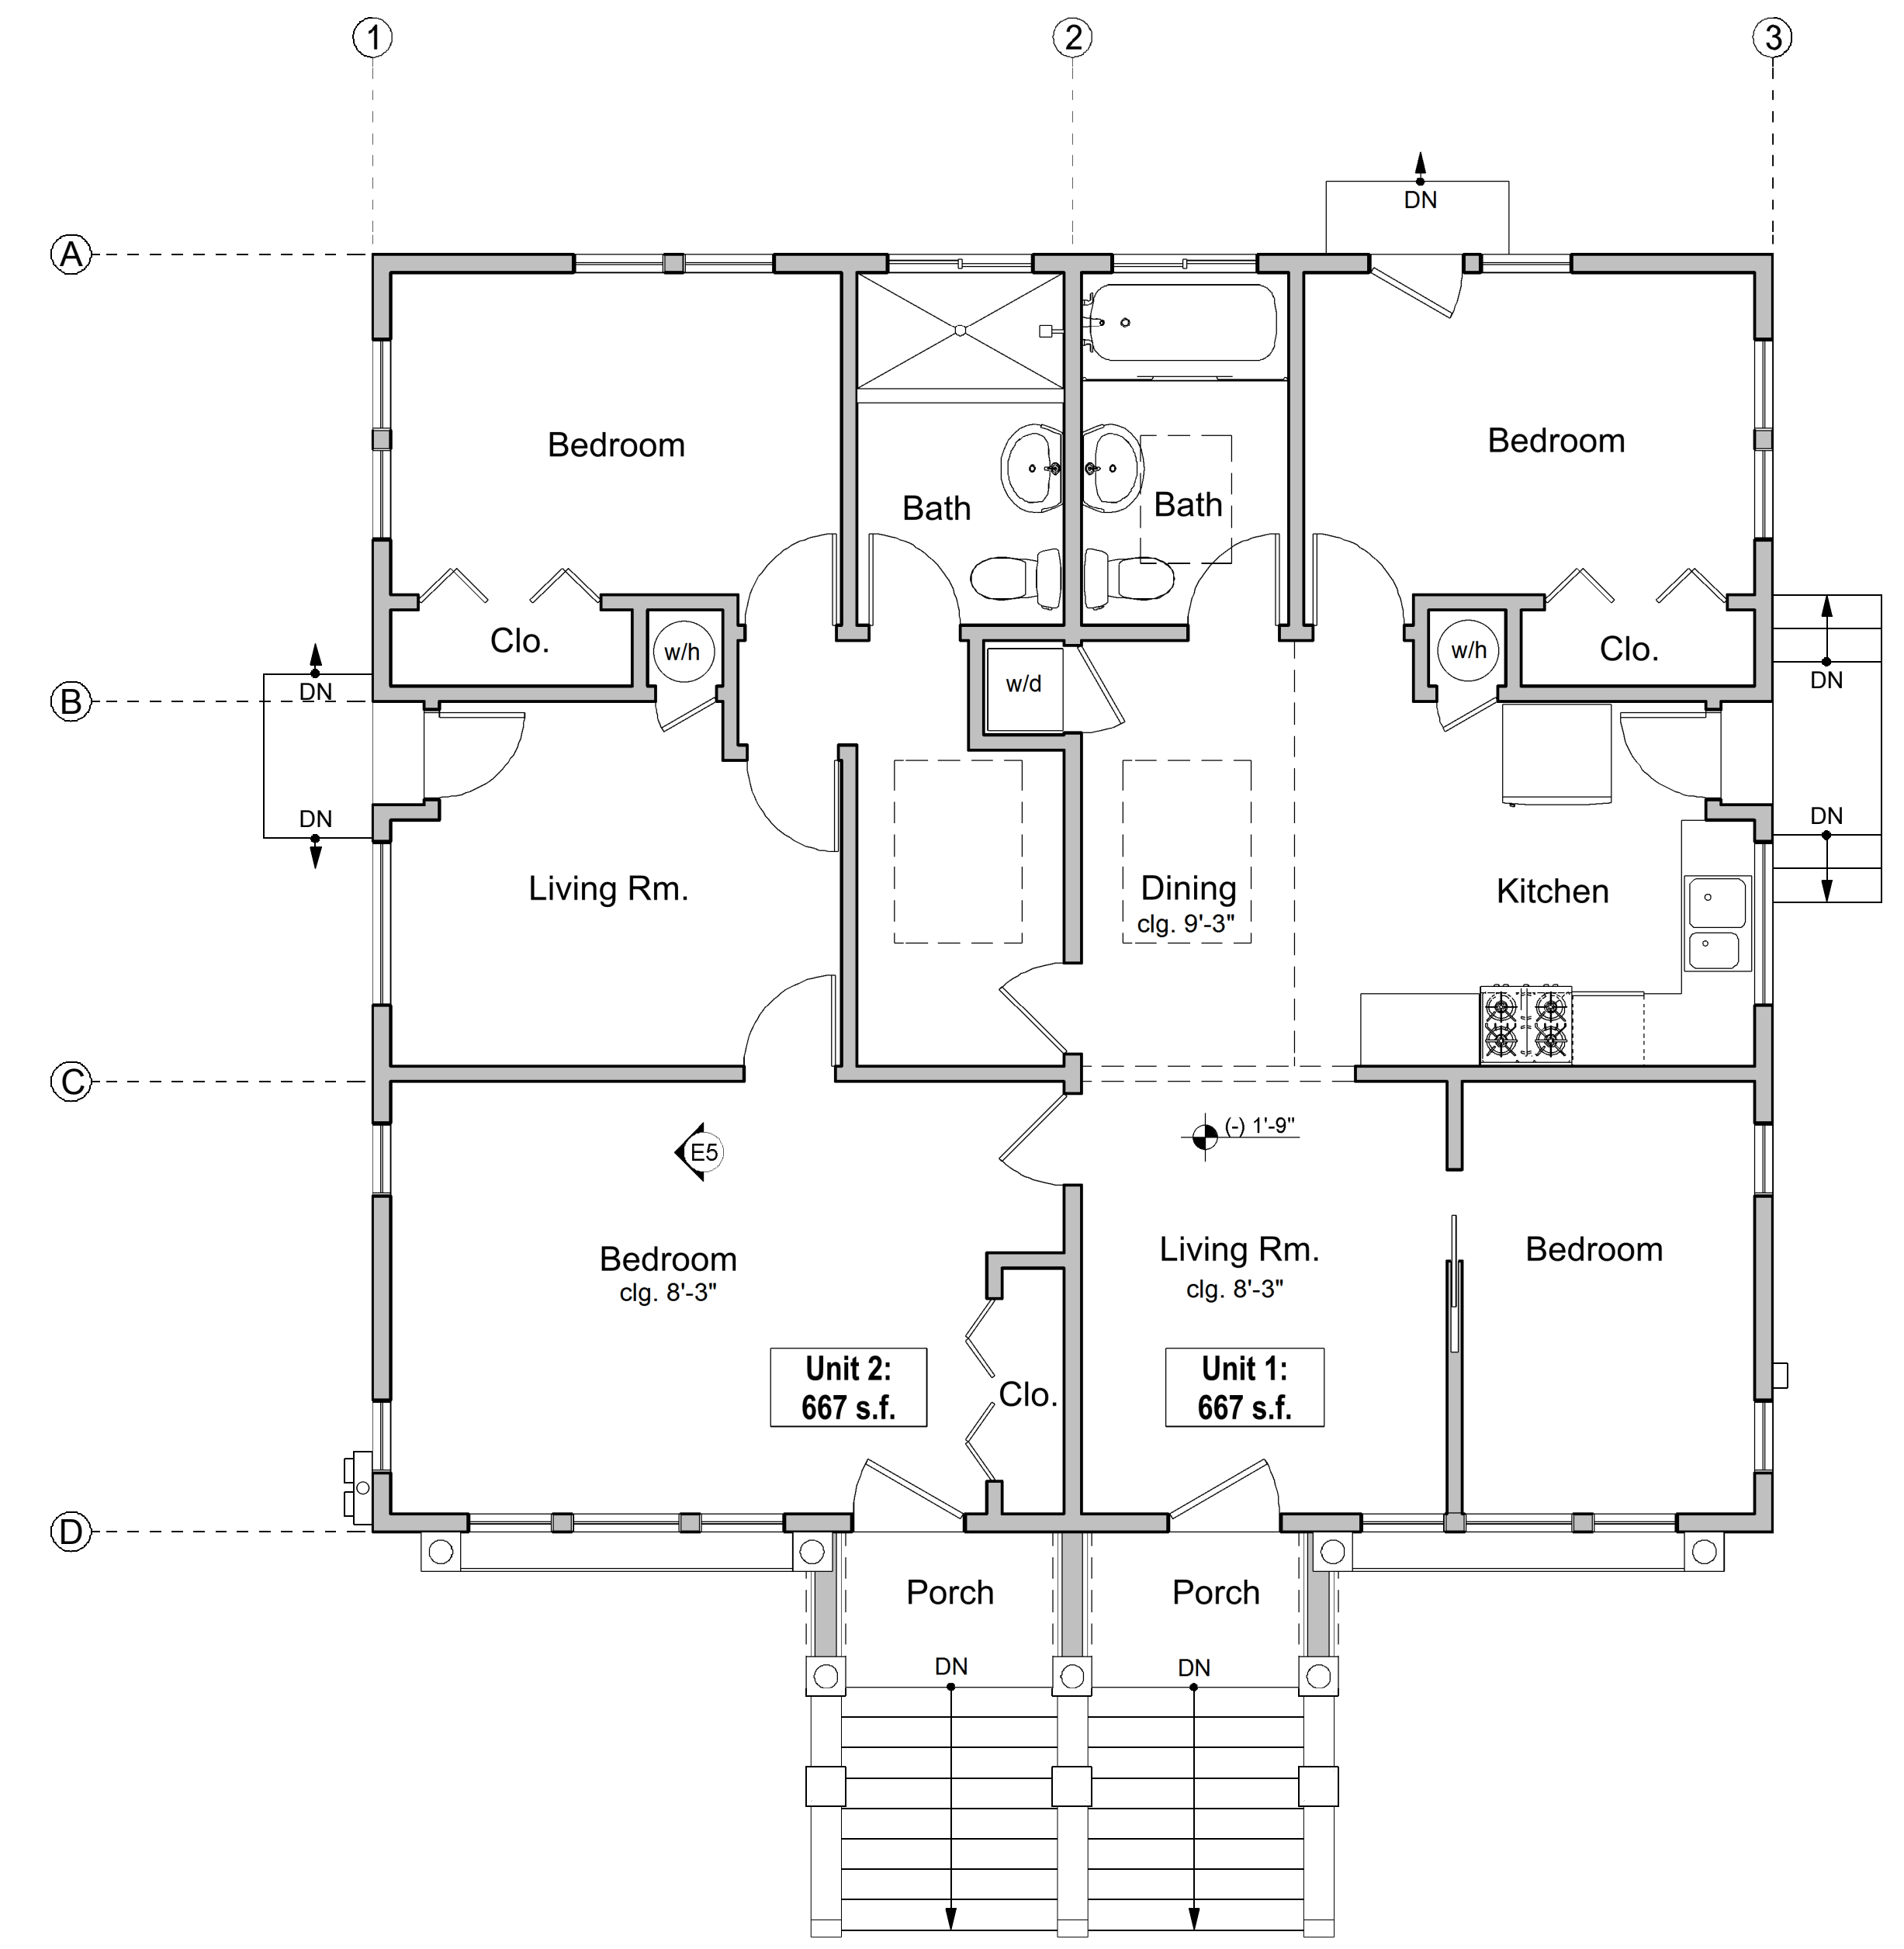 1
2
3
DN
A
Bedroom
Bedroom
Bath
Bath
Clo.
w/h
w/h
Clo.
w/d
DN
DN
B
DN
DN
Living Rm.
Dining
clg. 9'-3"
Kitchen
C
(-) 1'-9"
E5
Bedroom
clg. 8'-3"
Living Rm.
clg. 8'-3"
Bedroom
Unit 2:
667 s.f.
Clo.
Unit 1:
667 s.f.
D
Porch
Porch
DN
DN